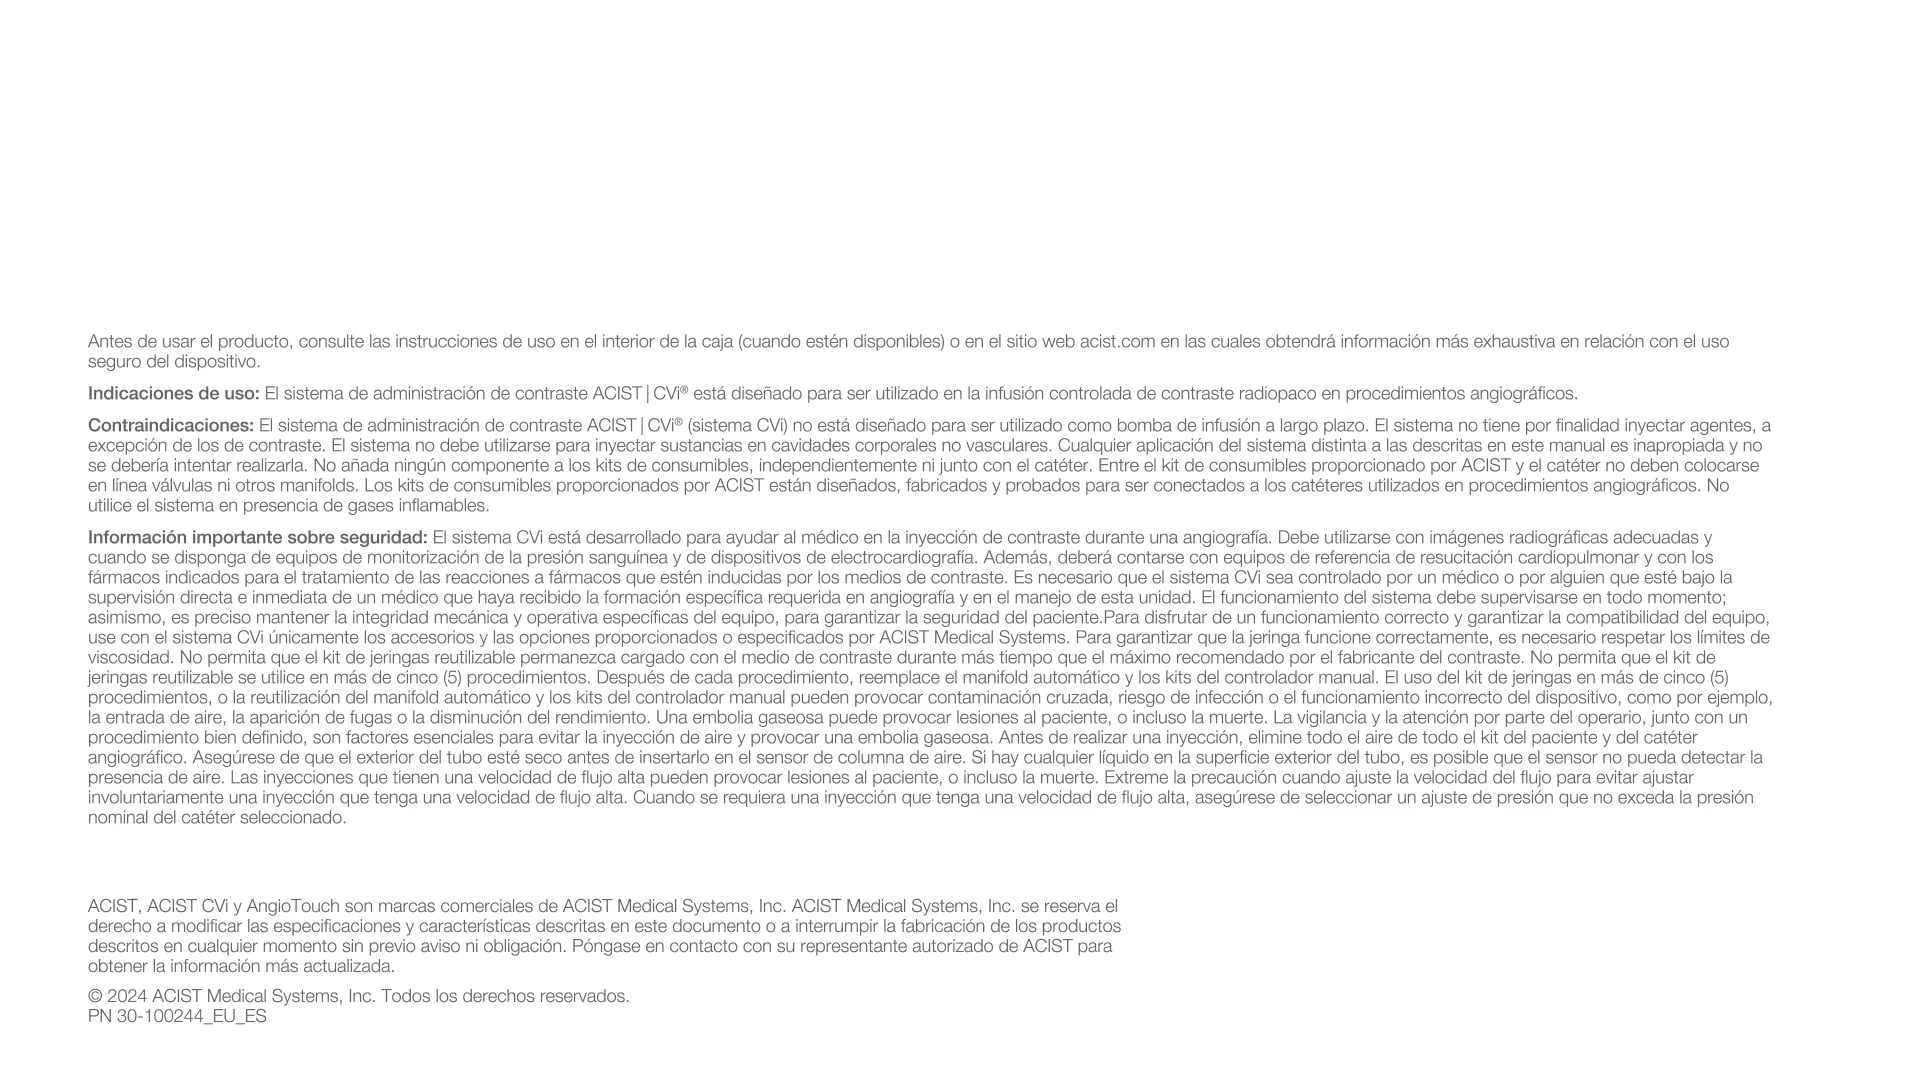 Antes de usar el producto, consulte las instrucciones de uso en el interior de la caja (cuando estén disponibles) o en el sitio web acist.com en las cuales obtendrá información más exhaustiva en relación con el uso
seguro del dispositivo.
Indicaciones de uso: El sistema de administración de contraste ACIST | CVi® está diseñado para ser utilizado en la infusión controlada de contraste radiopaco en procedimientos angiográficos.
Contraindicaciones: El sistema de administración de contraste ACIST | CVi® (sistema CVi) no está diseñado para ser utilizado como bomba de infusión a largo plazo. El sistema no tiene por finalidad inyectar agentes, a
excepción de los de contraste. El sistema no debe utilizarse para inyectar sustancias en cavidades corporales no vasculares. Cualquier aplicación del sistema distinta a las descritas en este manual es inapropiada y no
se debería intentar realizarla. No añada ningún componente a los kits de consumibles, independientemente ni junto con el catéter. Entre el kit de consumibles proporcionado por ACIST y el catéter no deben colocarse
en línea válvulas ni otros manifolds. Los kits de consumibles proporcionados por ACIST están diseñados, fabricados y probados para ser conectados a los catéteres utilizados en procedimientos angiográficos. No
utilice el sistema en presencia de gases inflamables.
Información importante sobre seguridad: El sistema CVi está desarrollado para ayudar al médico en la inyección de contraste durante una angiografía. Debe utilizarse con imágenes radiográficas adecuadas y
cuando se disponga de equipos de monitorización de la presión sanguínea y de dispositivos de electrocardiografía. Además, deberá contarse con equipos de referencia de resucitación cardiopulmonar y con los
fármacos indicados para el tratamiento de las reacciones a fármacos que estén inducidas por los medios de contraste. Es necesario que el sistema CVi sea controlado por un médico o por alguien que esté bajo la
supervisión directa e inmediata de un médico que haya recibido la formación específica requerida en angiografía y en el manejo de esta unidad. El funcionamiento del sistema debe supervisarse en todo momento;
asimismo, es preciso mantener la integridad mecánica y operativa específicas del equipo, para garantizar la seguridad del paciente.Para disfrutar de un funcionamiento correcto y garantizar la compatibilidad del equipo,
use con el sistema CVi únicamente los accesorios y las opciones proporcionados o especificados por ACIST Medical Systems. Para garantizar que la jeringa funcione correctamente, es necesario respetar los límites de
viscosidad. No permita que el kit de jeringas reutilizable permanezca cargado con el medio de contraste durante más tiempo que el máximo recomendado por el fabricante del contraste. No permita que el kit de
jeringas reutilizable se utilice en más de cinco (5) procedimientos. Después de cada procedimiento, reemplace el manifold automático y los kits del controlador manual. El uso del kit de jeringas en más de cinco (5)
procedimientos, o la reutilización del manifold automático y los kits del controlador manual pueden provocar contaminación cruzada, riesgo de infección o el funcionamiento incorrecto del dispositivo, como por ejemplo,
la entrada de aire, la aparición de fugas o la disminución del rendimiento. Una embolia gaseosa puede provocar lesiones al paciente, o incluso la muerte. La vigilancia y la atención por parte del operario, junto con un
procedimiento bien definido, son factores esenciales para evitar la inyección de aire y provocar una embolia gaseosa. Antes de realizar una inyección, elimine todo el aire de todo el kit del paciente y del catéter
angiográfico. Asegúrese de que el exterior del tubo esté seco antes de insertarlo en el sensor de columna de aire. Si hay cualquier líquido en la superficie exterior del tubo, es posible que el sensor no pueda detectar la
presencia de aire. Las inyecciones que tienen una velocidad de flujo alta pueden provocar lesiones al paciente, o incluso la muerte. Extreme la precaución cuando ajuste la velocidad del flujo para evitar ajustar
involuntariamente una inyección que tenga una velocidad de flujo alta. Cuando se requiera una inyección que tenga una velocidad de flujo alta, asegúrese de seleccionar un ajuste de presión que no exceda la presión
nominal del catéter seleccionado.
ACIST, ACIST CVi y AngioTouch son marcas comerciales de ACIST Medical Systems, Inc. ACIST Medical Systems, Inc. se reserva el
derecho a modificar las especificaciones y características descritas en este documento o a interrumpir la fabricación de los productos
descritos en cualquier momento sin previo aviso ni obligación. Póngase en contacto con su representante autorizado de ACIST para
obtener la información más actualizada.
© 2024 ACIST Medical Systems, Inc. Todos los derechos reservados.
PN 30-100244_EU_ES